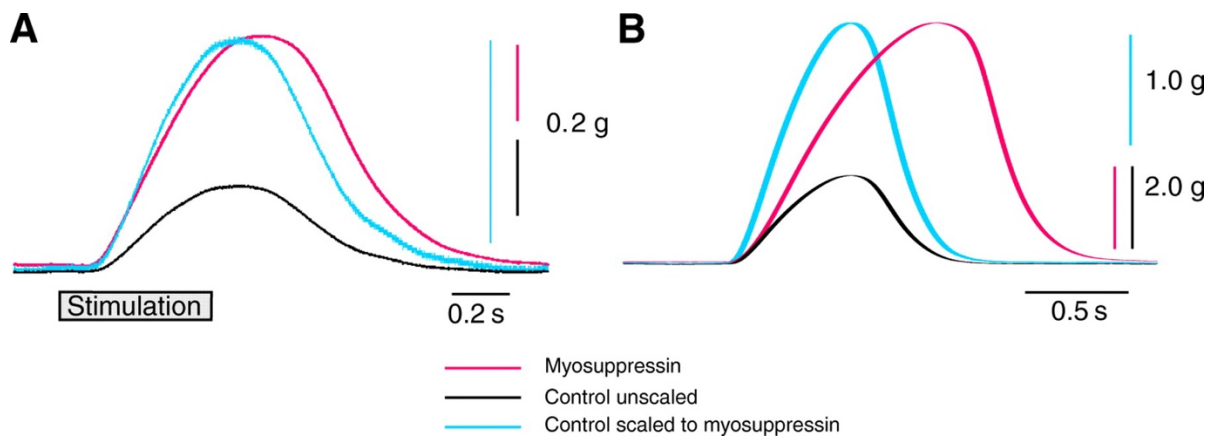 A
B
0.2 g
1.0 g
2.0 g
Stimulation
0.2 s
0.5 s
Myosuppressin
Control unscaled
Control scaled to myosuppressin